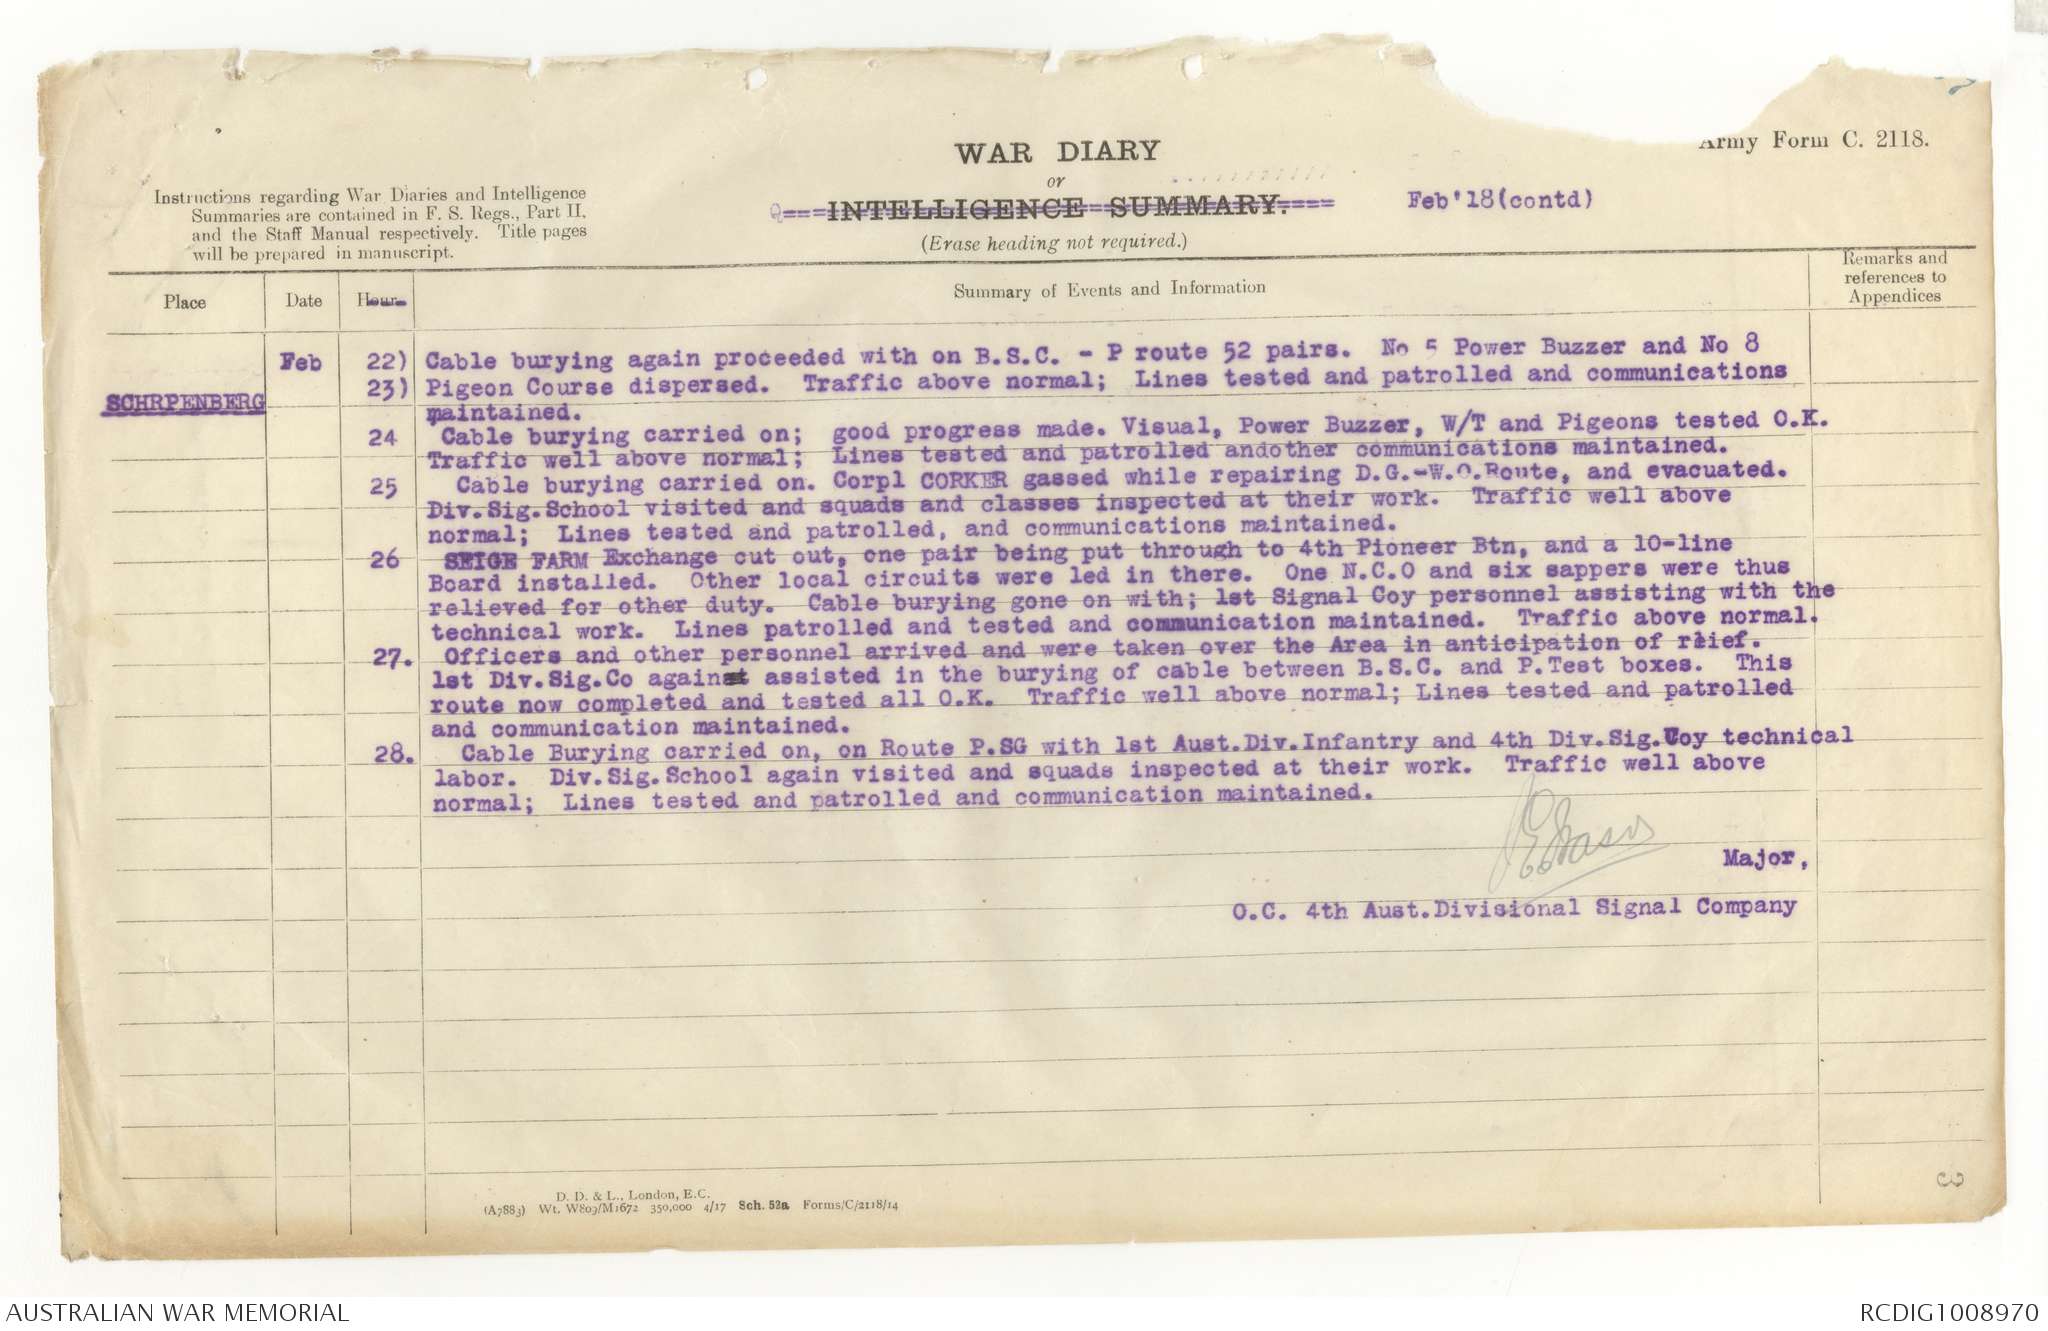 Army Form C. 2118.
WAR DIARY
or
INTELLIGENCE SUMMARY.
(Erase heading not required.)
Feb'18(contd)
Instructions regarding War Diaries and Intelligence
Summaries are contained in F. S. Regs., Part II,
and the Staff Manual respectively. Title pages
will be prepared in manuscript.
Place Date Hour Summary of Events and Information Remarks and
references to
Appendices
Feb 22) Cable burying again proceeded with on B.S.C. - P route 52 pairs. No 5 Power Buzzer and No 8
SCHRPENBERG 23) Pigeon Course dispersed. Traffic above normal; Lines tested and patrolled and communications
maintained.
24 Cable burying carried on; good progress made. Visual, Power Buzzer, W/T and Pigeons tested O.K.
Traffic well above normal; Lines tested and patrolled andother communications maintained.
25 Cable burying carried on. Corpl CORKER gassed while repairing D.G.-W.O.Route, and evacuated.
Div.Sig.School visited and squads and classes inspected at their work. Traffic well above
normal; Lines tested and patrolled, and communications maintained.
26 SEIGE FARM Exchange cut out, one pair being put through to 4th Pioneer Btn, and a 10-line
Board installed. Other local circuits were led in there. One N.C.O and six sappers were thus
relieved for other duty. Cable burying gone on with; 1st Signal Coy personnel assisting with the
technical work. Lines patrolled and tested and communication maintained. Traffic above normal.
27. Officers and other personnel arrived and were taken over the Area in anticipation of rlief.
1st Div.Sig.Co again assisted in the burying of cable between B.S.C. and P.Test boxes. This
route now completed and tested all O.K. Traffic well above normal; Lines tested and patrolled
and communication maintained.
28. Cable Burying carried on, on Route P.SG with 1st Aust.Div.Infantry and 4th Div.Sig.Coy technical
labor. Div.Sig.School again visited and squads inspected at their work. Traffic well above
normal; Lines tested and patrolled and communication maintained.
Major,
O.C. 4th Aust.Divisional Signal Company
3
D. D. & L., London, E.C.
(A7883) Wt. W809/M1672 350,000 4/17 Sch. 52a Forms/C/2118/14
AUSTRALIAN WAR MEMORIAL
RCDIG1008970